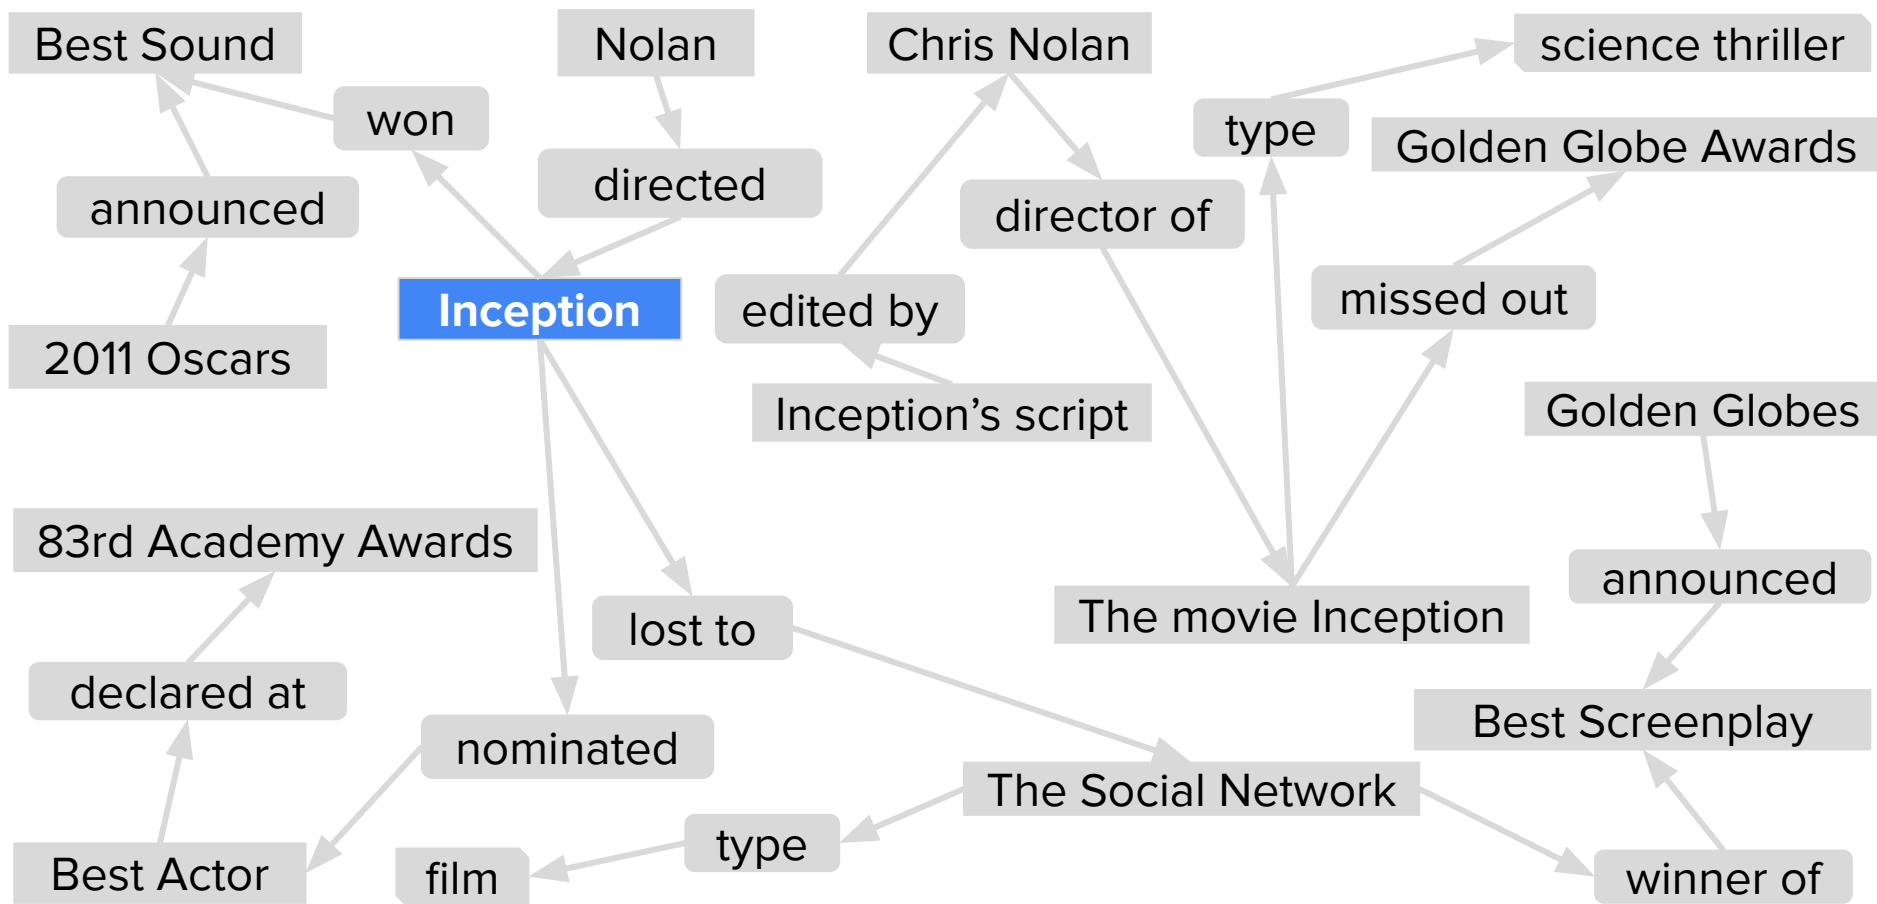 Best Sound
Nolan
Chris Nolan
science thriller
won
type
Golden Globe Awards
announced
directed
director of
Inception
edited by
missed out
2011 Oscars
Inception’s script
Golden Globes
83rd Academy Awards
announced
lost to
The movie Inception
declared at
nominated
Best Screenplay
The Social Network
type
Best Actor
film
winner of